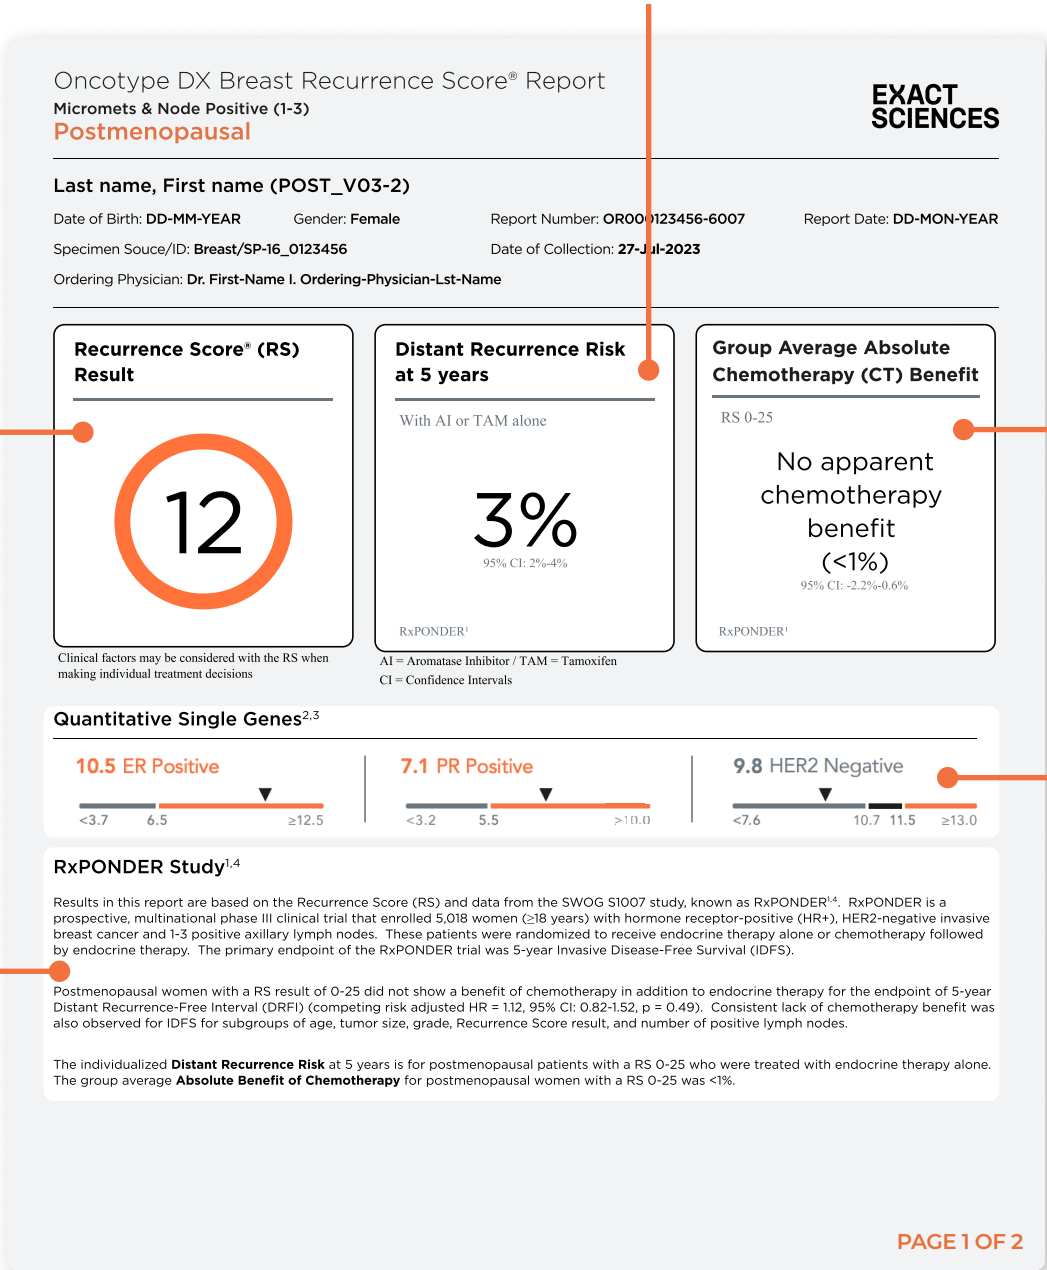 Oncotype DX Breast Recurrence Score® Report
Micromets & Node Positive (1-3)
Postmenopausal
EXACT
SCIENCES
Last name, First name (POST_V03-2)
Date of Birth: DD-MM-YEAR Gender: Female Report Number: OR000123456-6007 Report Date: DD-MON-YEAR
Specimen Souce/ID: Breast/SP-16_0123456 Date of Collection: 27-Jul-2023
Ordering Physician: Dr. First-Name I. Ordering-Physician-Lst-Name
Recurrence Score® (RS)
Result
12
Clinical factors may be considered with the RS when
making individual treatment decisions
Distant Recurrence Risk
at 5 years
With AI or TAM alone
3%
95% CI: 2%-4%
RxPONDER¹
AI = Aromatase Inhibitor / TAM = Tamoxifen
CI = Confidence Intervals
Group Average Absolute
Chemotherapy (CT) Benefit
RS 0-25
No apparent
chemotherapy
benefit
(<1%)
95% CI: -2.2%-0.6%
RxPONDER¹
Quantitative Single Genes²,³
10.5 ER Positive
<3.7 6.5 ≥12.5
7.1 PR Positive
<3.2 5.5 >10.0
9.8 HER2 Negative
<7.6 10.7 11.5 ≥13.0
RxPONDER Study¹,⁴
Results in this report are based on the Recurrence Score (RS) and data from the SWOG S1007 study, known as RxPONDER¹,⁴. RxPONDER is a
prospective, multinational phase III clinical trial that enrolled 5,018 women (≥18 years) with hormone receptor-positive (HR+), HER2-negative invasive
breast cancer and 1-3 positive axillary lymph nodes. These patients were randomized to receive endocrine therapy alone or chemotherapy followed
by endocrine therapy. The primary endpoint of the RxPONDER trial was 5-year Invasive Disease-Free Survival (IDFS).
Postmenopausal women with a RS result of 0-25 did not show a benefit of chemotherapy in addition to endocrine therapy for the endpoint of 5-year
Distant Recurrence-Free Interval (DRFI) (competing risk adjusted HR = 1.12, 95% CI: 0.82-1.52, p = 0.49). Consistent lack of chemotherapy benefit was
also observed for IDFS for subgroups of age, tumor size, grade, Recurrence Score result, and number of positive lymph nodes.
The individualized Distant Recurrence Risk at 5 years is for postmenopausal patients with a RS 0-25 who were treated with endocrine therapy alone.
The group average Absolute Benefit of Chemotherapy for postmenopausal women with a RS 0-25 was <1%.
PAGE 1 OF 2